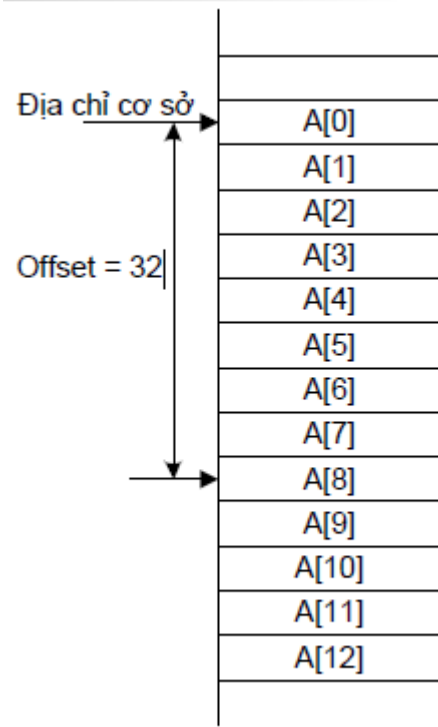 Địa chỉ cơ sở
A[0]
A[1]
A[2]
A[3]
Offset = 32
A[4]
A[5]
A[6]
A[7]
A[8]
A[9]
A[10]
A[11]
A[12]